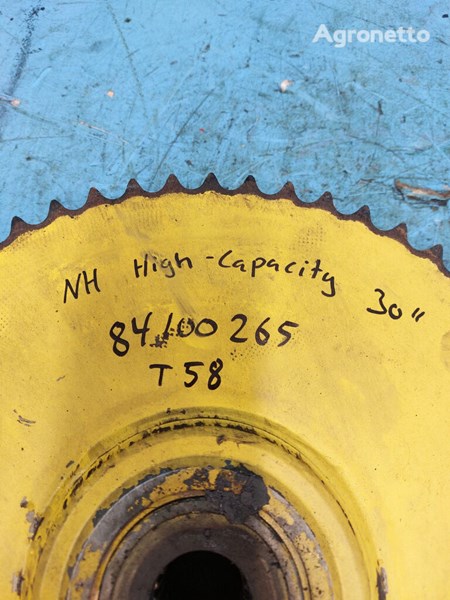 Agronetto
NH High-Capacity 30"
84100265
T58